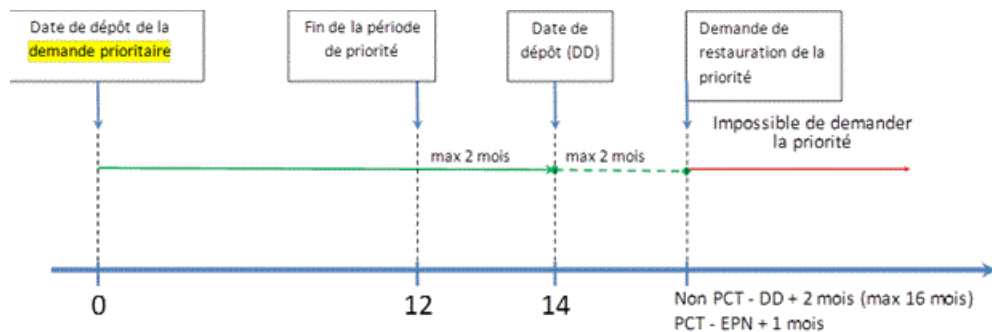 Date de dépôt de la
demande prioritaire
Fin de la période
de priorité
Date de
dépôt (DD)
Demande de
restauration de la
priorité
Impossible de demander
la priorité
max 2 mois
max 2 mois
0
12
14
Non PCT - DD + 2 mois (max 16 mois)
PCT - EPN + 1 mois